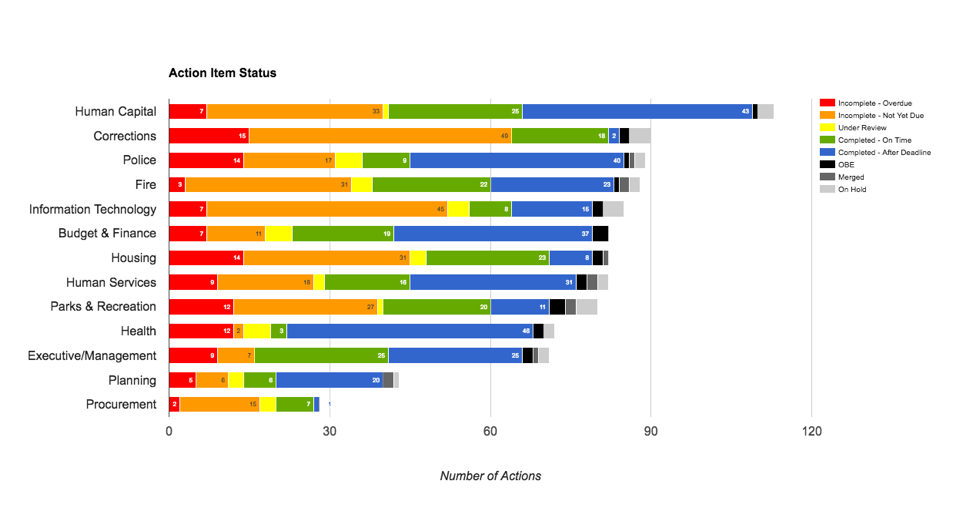 Action Item Status
Human Capital 7 33 25 43
Corrections 15 49 18 2
Police 14 17 9 40
Fire 3 31 22 23
Information Technology 7 45 8 15
Budget & Finance 7 11 19 37
Housing 14 31 23 8
Human Services 9 18 16 31
Parks & Recreation 12 27 20 11
Health 12 2 3 46
Executive/Management 9 7 25 25
Planning 5 6 6 20
Procurement 2 15 7 1
0 30 60 90 120
Number of Actions
Incomplete - Overdue
Incomplete - Not Yet Due
Under Review
Completed - On Time
Completed - After Deadline
OBE
Merged
On Hold